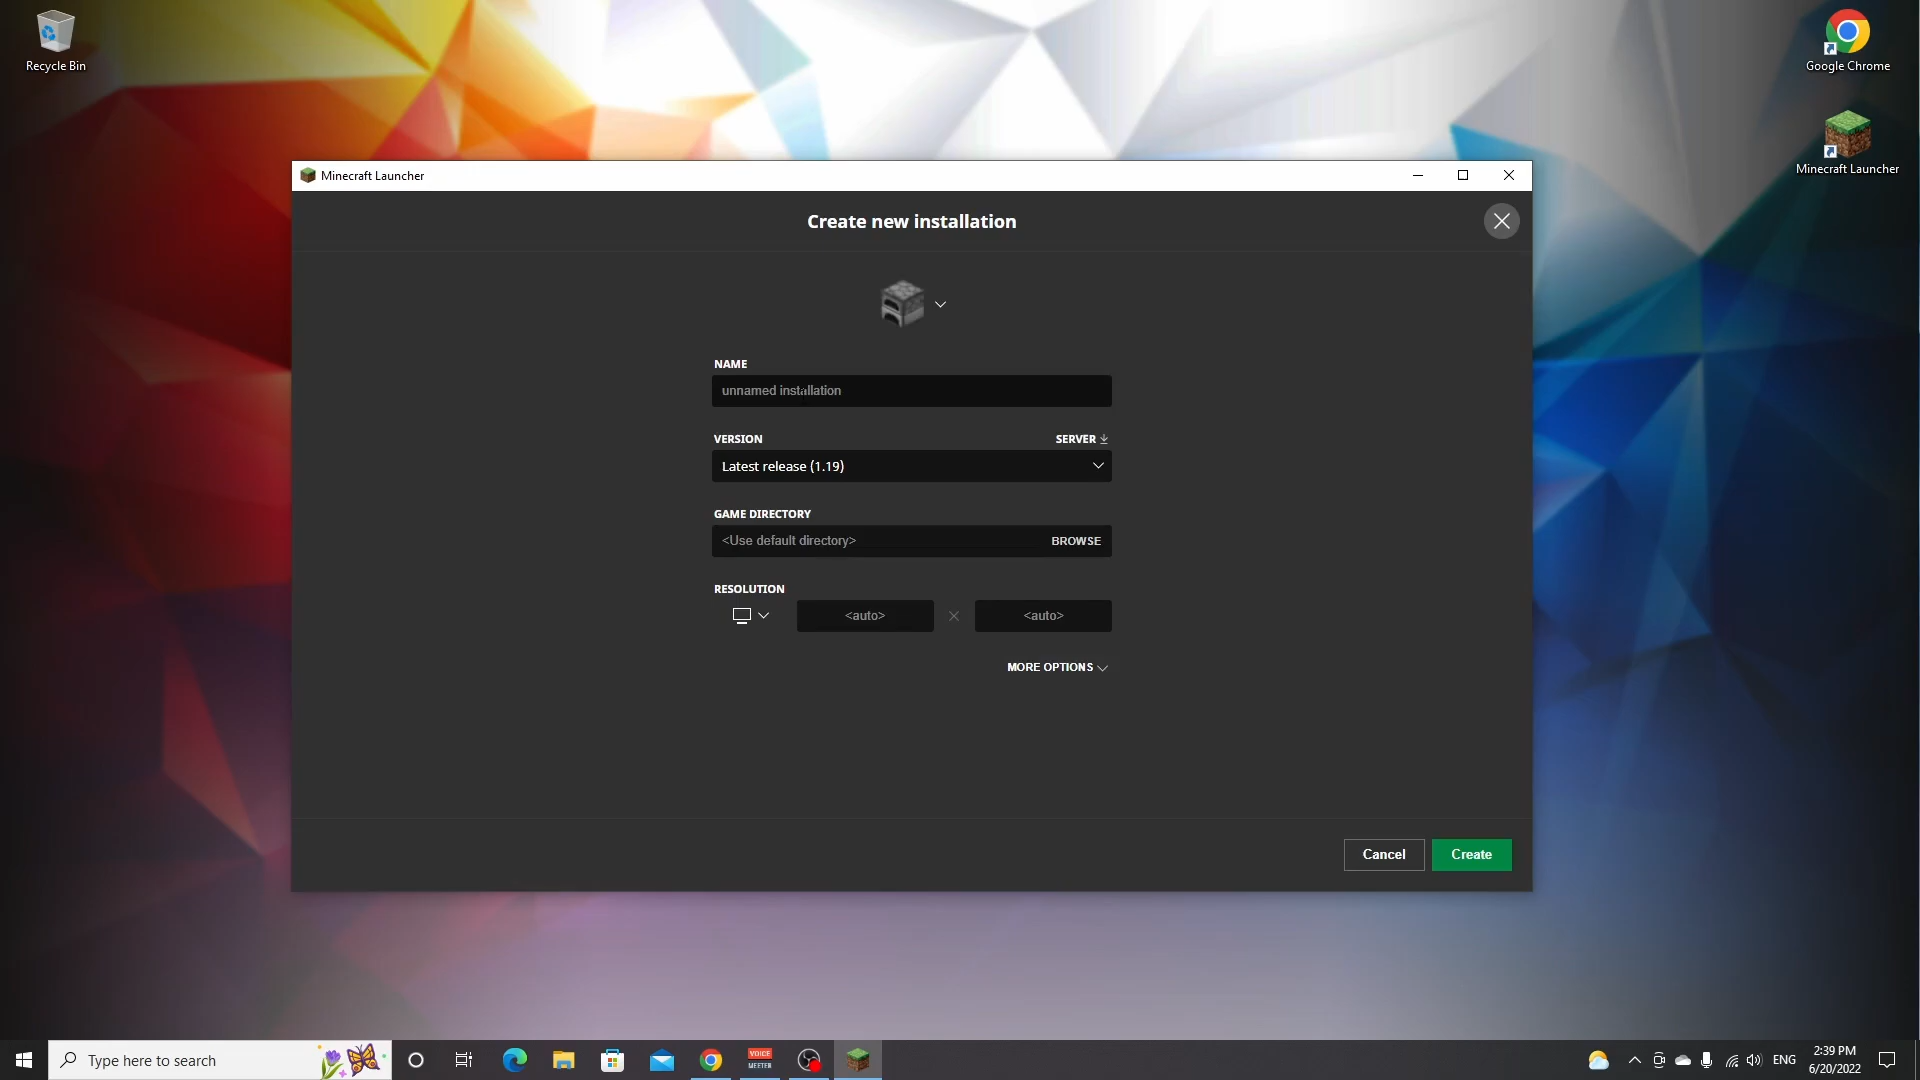 Recycle Bin
Google Chrome
Minecraft Launcher
Minecraft Launcher
Create new installation
NAME
unnamed installation
VERSION
SERVER
Latest release (1.19)
GAME DIRECTORY
<Use default directory>
BROWSE
RESOLUTION
<auto>
<auto>
MORE OPTIONS
Cancel
Create
Type here to search
VOICE
MEETER
ENG
2:39 PM
6/20/2022